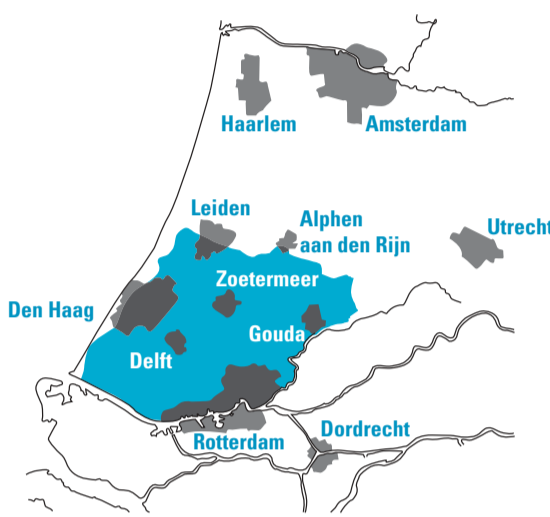 Haarlem
Amsterdam
Leiden
Alphen
aan den Rijn
Utrecht
Zoetermeer
Den Haag
Gouda
Delft
Rotterdam
Dordrecht